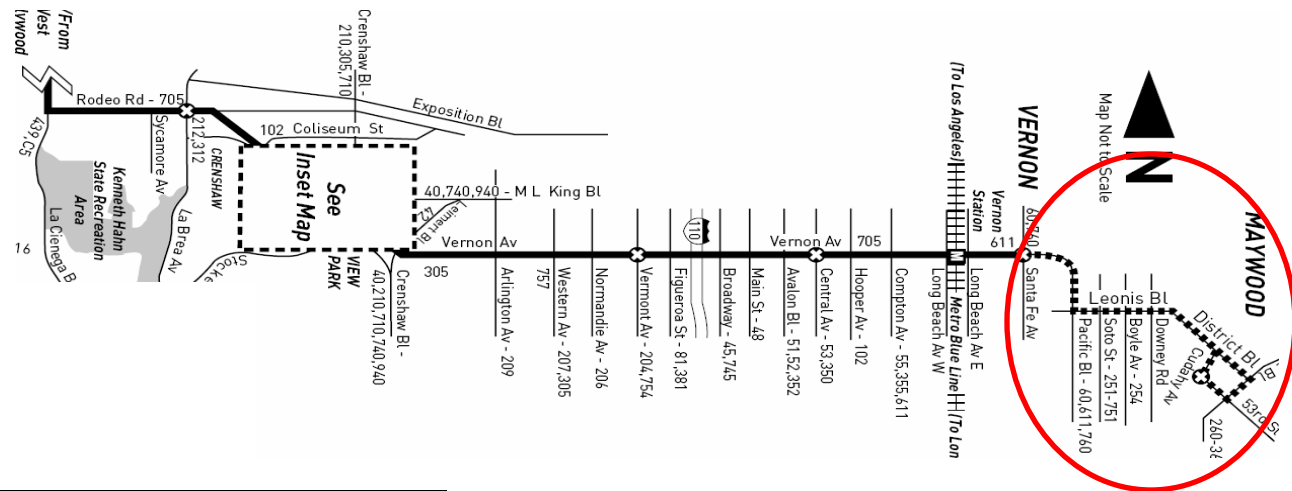 /From
Vest
lywood
Rodeo Rd - 705
439, C5
Sycamore Av
212,312
CRENSHAW
Kenneth Hahn
State Recreation
Area
La Brea Av
La Cienega B
16
Stocke
Crenshaw Bl -
210,305,710
Exposition Bl
102 Coliseum St
See
Inset Map
40,740,940 - M L King Bl
42
Leimert Bl
VIEW
PARK
Crenshaw Bl -
40,210,710,740,940
Vernon Av
305
Arlington Av - 209
757
Western Av - 207,305
Normandie Av - 206
Vermont Av - 204,754
Figueroa St - 81,381
110
Broadway - 45,745
Main St - 48
Avalon Bl - 51,52,352
Vernon Av 705
Central Av - 53,350
Hooper Av - 102
Compton Av - 55,355,611
(To Los Angeles)
M
Metro Blue Line
(To Lon
Long Beach Av W
Long Beach Av E
Vernon
Station
611
VERNON
60,760
Santa Fe Av
Map Not to Scale
N
MAYWOOD
Leonis Bl
Pacific Bl - 60,611,760
Soto St - 251-751
Boyle Av - 254
Downey Rd
District Bl
Cudahy Av
53rd St
260-36